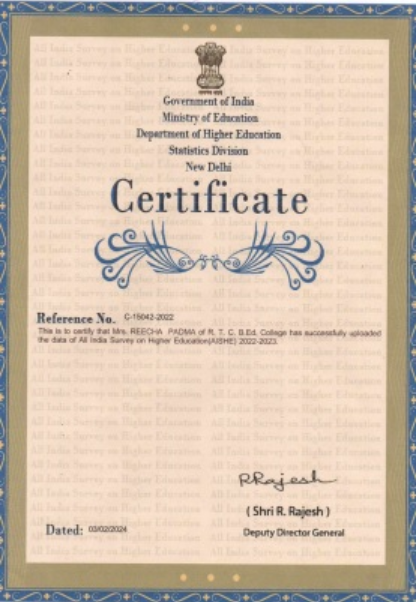 Government of India
Ministry of Education
Department of Higher Education
Statistics Division
New Delhi
Certificate
Reference No. C-15042-2022
This is to certify that Mrs. REECHA PADMA of R. T. C. B.Ed. College has successfully uploaded
the data of All India Survey on Higher Education(AISHE) 2022-2023.
RRajesh
( Shri R. Rajesh )
Deputy Director General
Dated: 03/02/2024